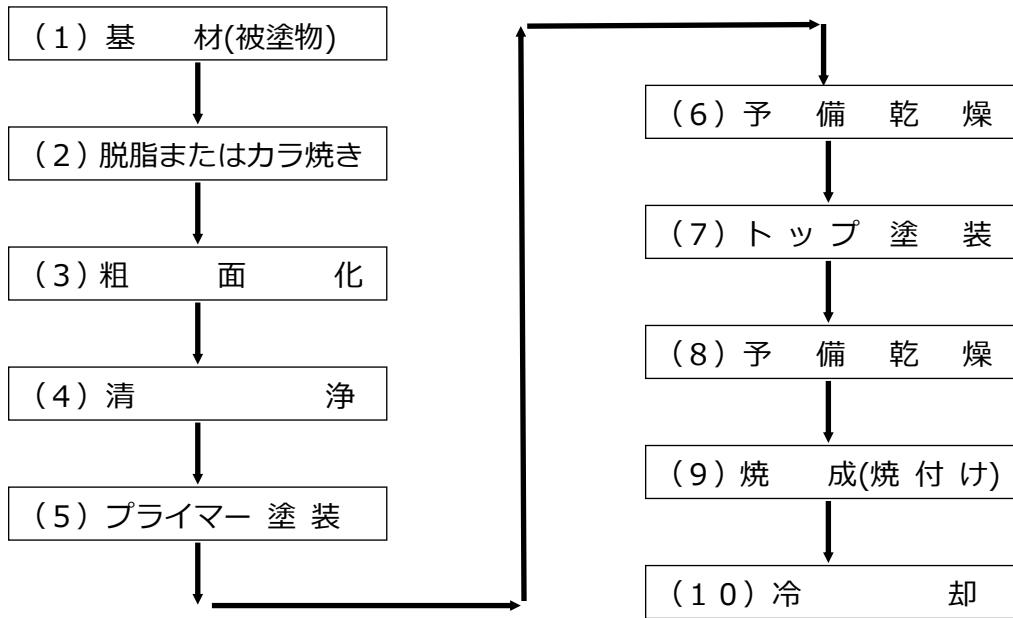 (1)基　材(被塗物)
(2)脱脂またはカラ焼き
(3)粗　面　化
(4)清　浄
(5)プライマー 塗 装
(6)予　備　乾　燥
(7)ト ッ プ　塗　装
(8)予　備　乾　燥
(9)焼　成(焼 付 け)
(10)冷　却